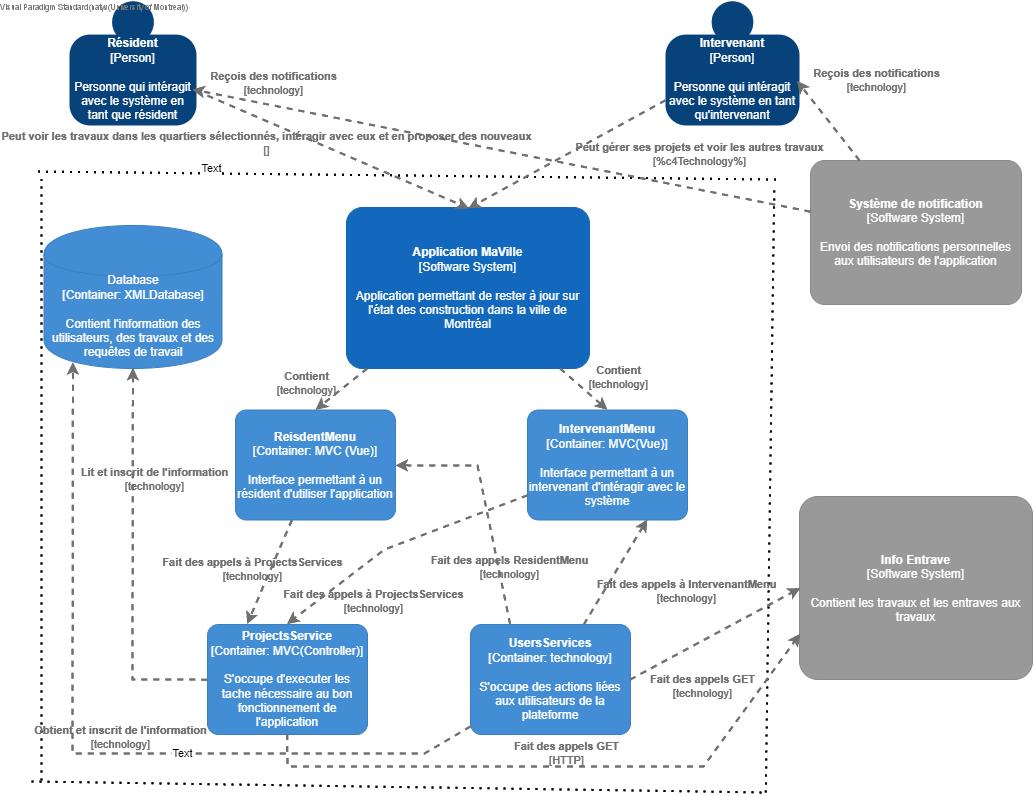 Visual Paradigm Standard(natyu(University of Montreal))
Résident
[Person]
Personne qui intéragit
avec le système en
tant que résident
Intervenant
[Person]
Personne qui intéragit
avec le système en tant
qu'intervenant
Reçois des notifications
[technology]
Reçois des notifications
[technology]
Peut voir les travaux dans les quartiers sélectionnés, intéragir avec eux et en proposer des nouveaux
[]
Peut gérer ses projets et voir les autres travaux
[%c4Technology%]
Text
Système de notification
[Software System]
Envoi des notifications personnelles
aux utilisateurs de l'application
Application MaVille
[Software System]
Application permettant de rester à jour sur
l'état des construction dans la ville de
Montréal
Database
[Container: XMLDatabase]
Contient l'information des
utilisateurs, des travaux et des
requêtes de travail
Contient
[technology]
Contient
[technology]
ReisdentMenu
[Container: MVC (Vue)]
Interface permettant à un
résident d'utiliser l'application
IntervenantMenu
[Container: MVC(Vue)]
Interface permettant à un
intervenant d'intéragir avec le
système
Lit et inscrit de l'information
[technology]
Fait des appels à ProjectsServices
[technology]
Fait des appels à ProjectsServices
[technology]
Fait des appels ResidentMenu
[technology]
Fait des appels à IntervenantMenu
[technology]
Info Entrave
[Software System]
Contient les travaux et les entraves aux
travaux
ProjectsService
[Container: MVC(Controller)]
S'occupe d'executer les
tache nécessaire au bon
fonctionnement de
l'application
UsersServices
[Container: technology]
S'occupe des actions liées
aux utilisateurs de la
plateforme
Fait des appels GET
[technology]
Obtient et inscrit de l'information
[technology]
Text
Fait des appels GET
[HTTP]